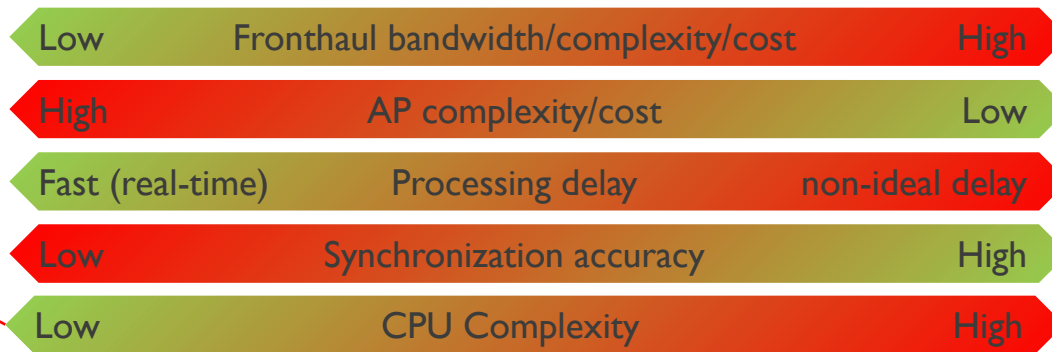 Low Fronthaul bandwidth/complexity/cost High
High AP complexity/cost Low
Fast (real-time) Processing delay non-ideal delay
Low Synchronization accuracy High
Low CPU Complexity High